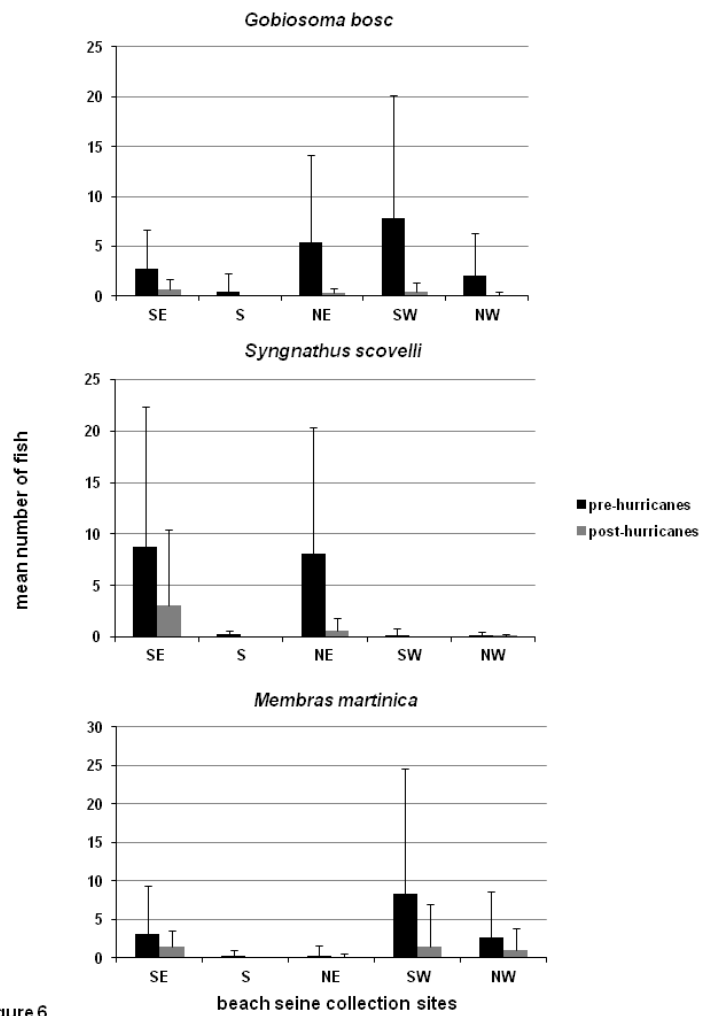 Gobiosoma bosc
25
20
15
10
5
0
SE S NE SW NW
Syngnathus scovelli
25
20
15
10
5
0
SE S NE SW NW
mean number of fish
pre-hurricanes
post-hurricanes
Membras martinica
30
25
20
15
10
5
0
SE S NE SW NW
beach seine collection sites
gure 6